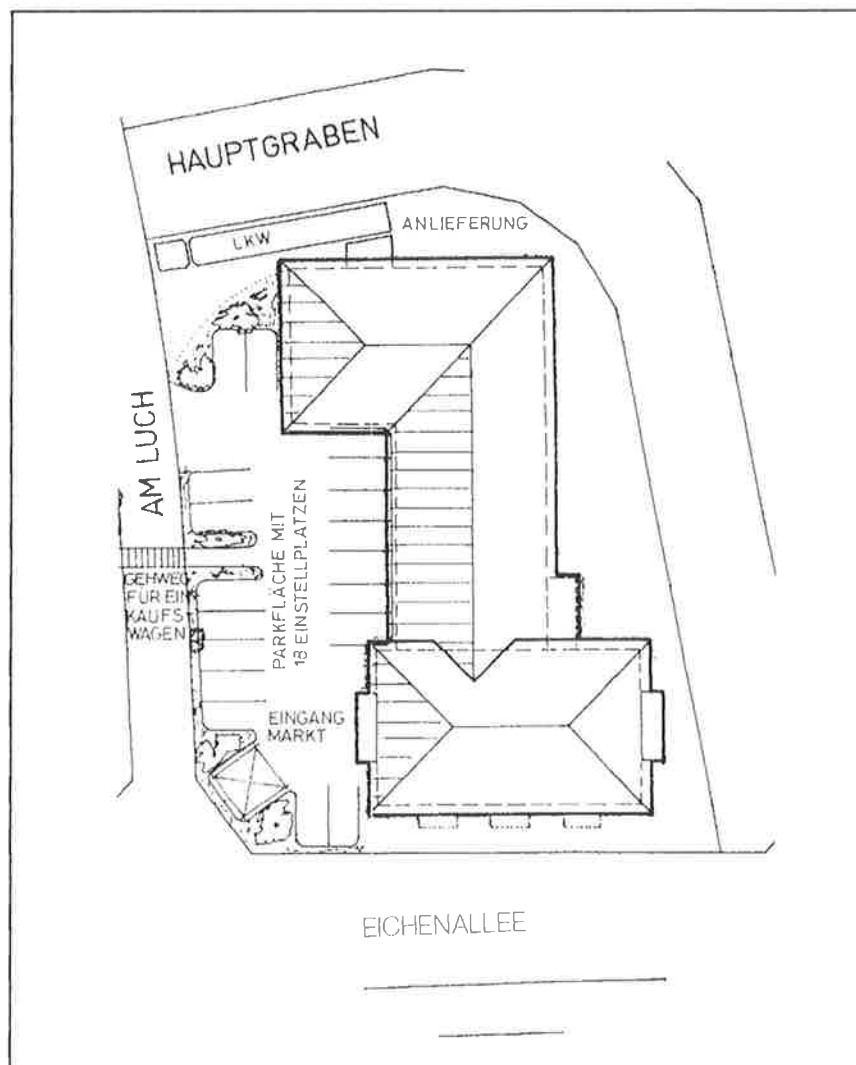 HAUPTGRABEN
ANLIEFERUNG
LKW
AM LUCH
PARKFLÄCHE MIT
18 EINSTELLPLATZEN
GEHWEG
FÜR EIN
KAUFS-
WAGEN
EINGANG
MARKT
EICHENALLEE